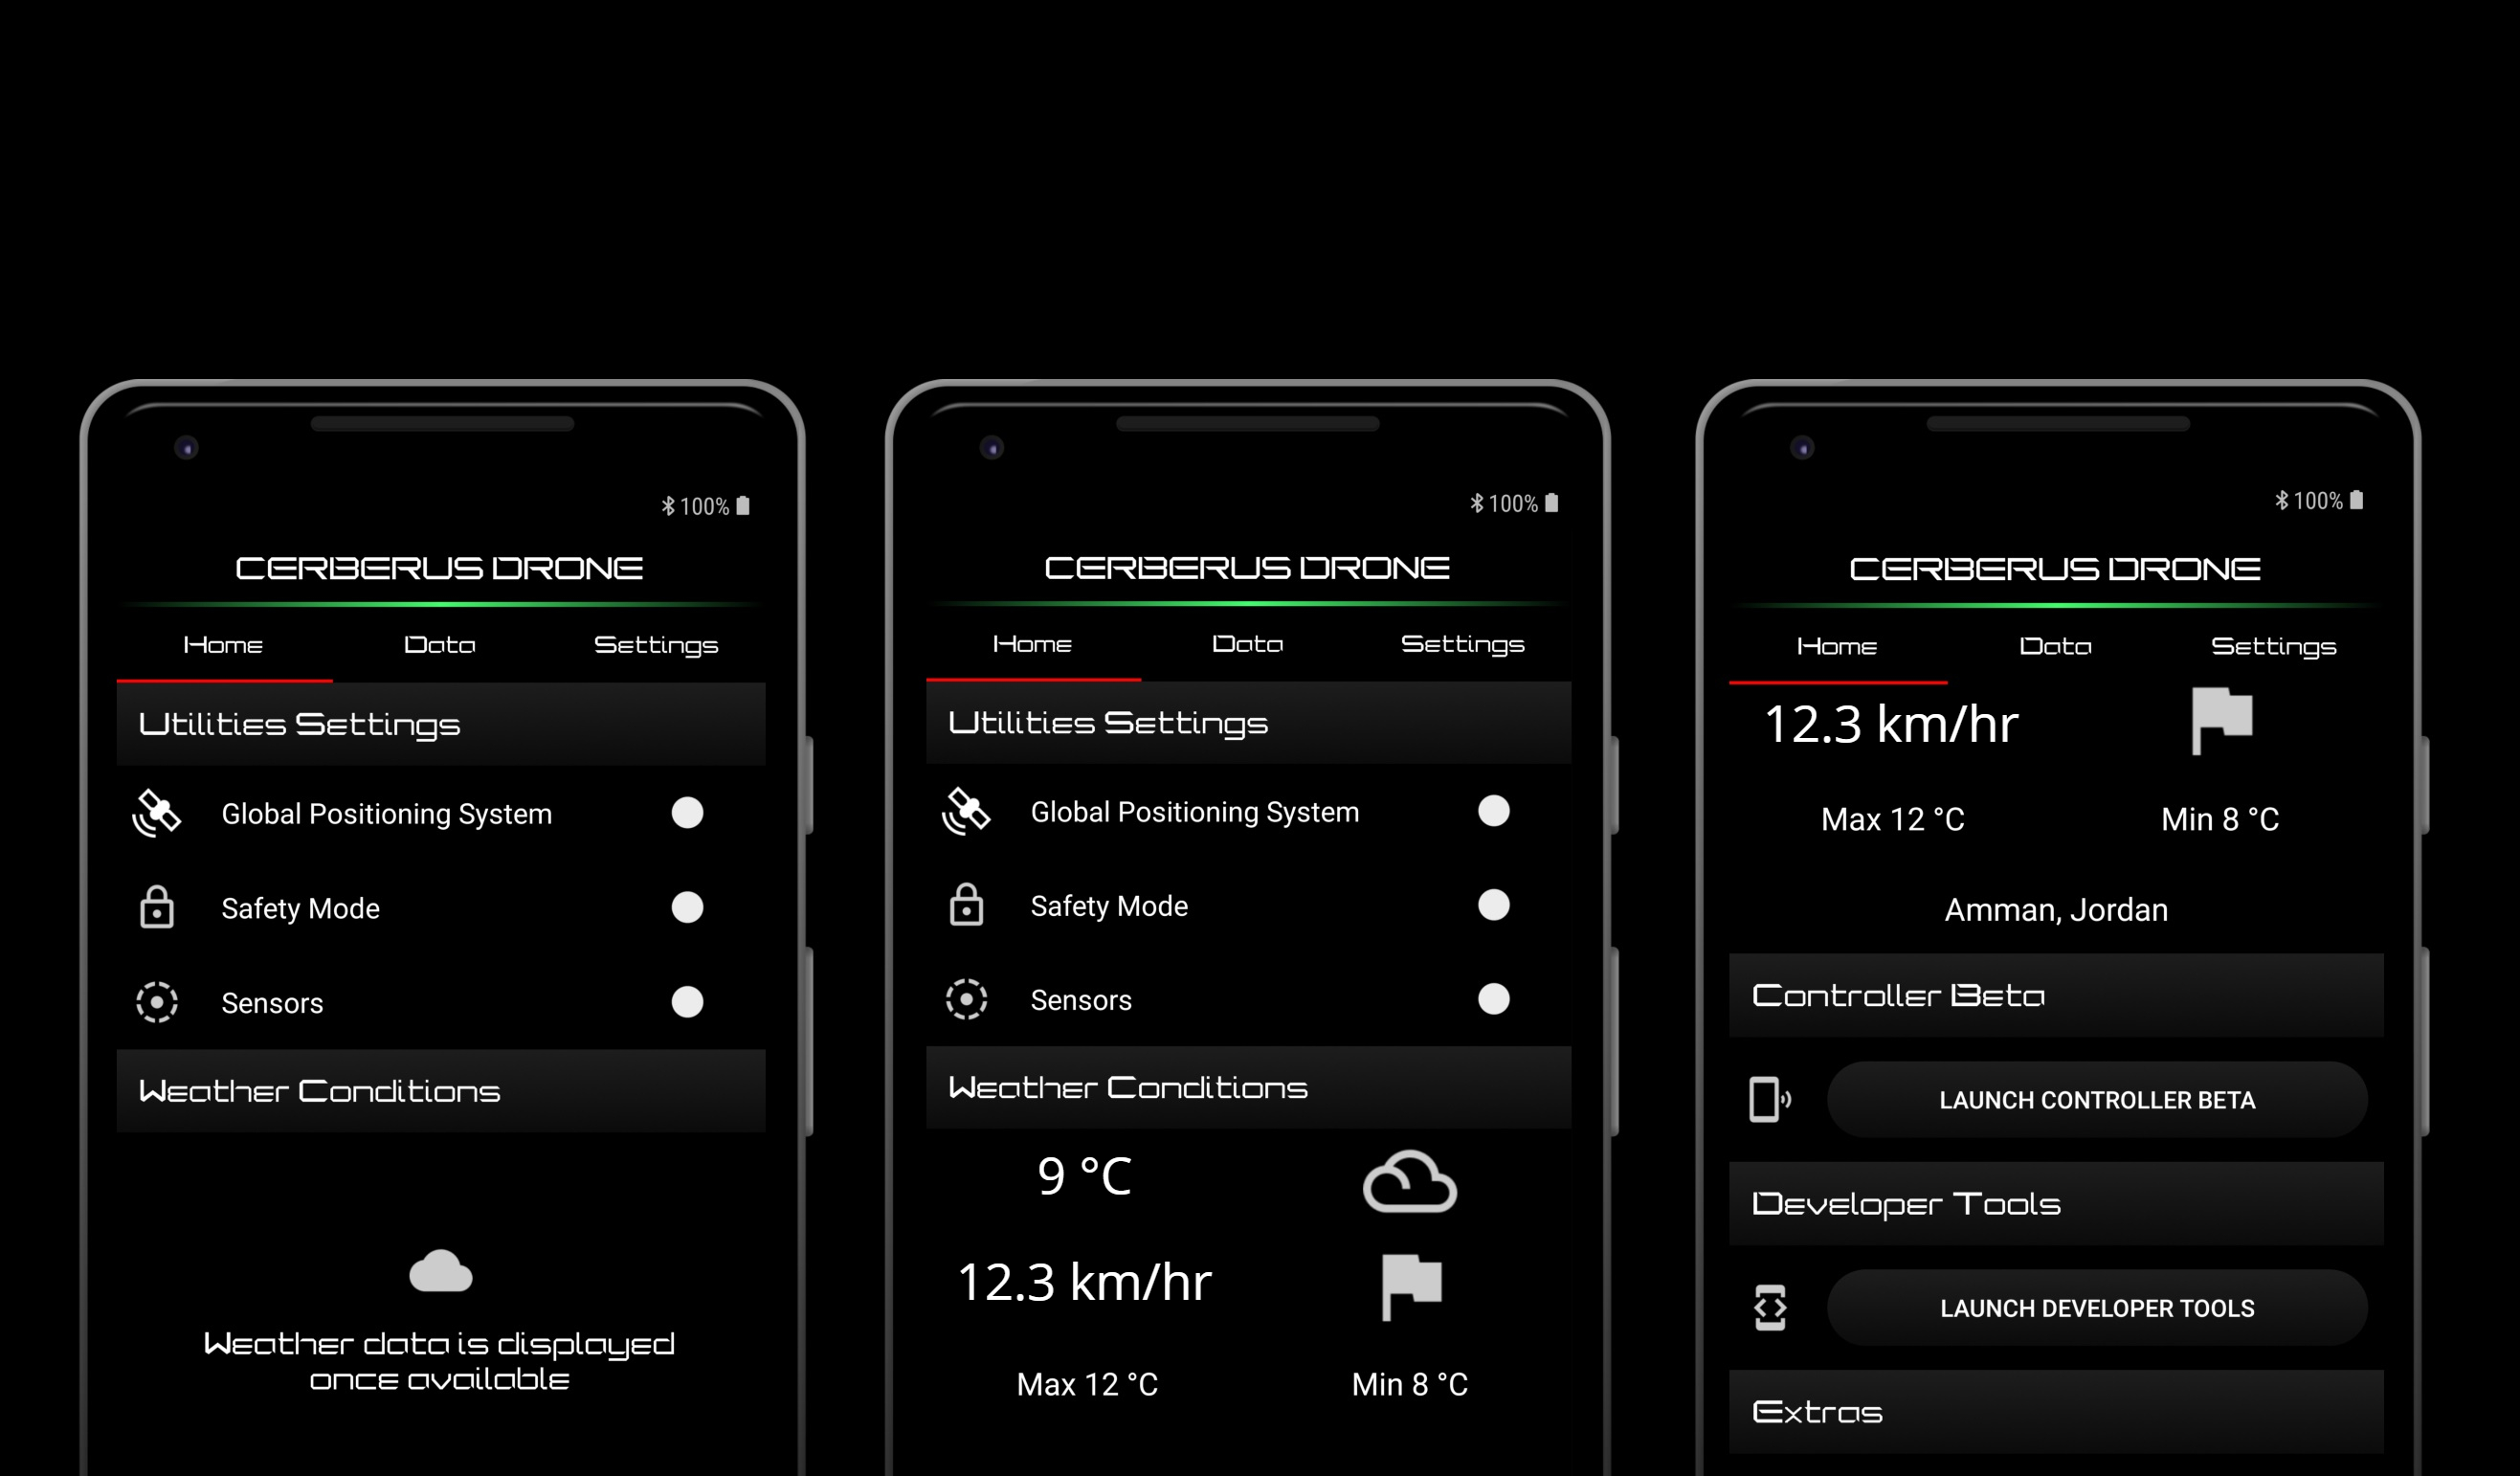 100%
CERBERUS DRONE
Home Data Settings
Utilities Settings
Global Positioning System
Safety Mode
Sensors
Weather Conditions
Weather data is displayed
once available
100%
CERBERUS DRONE
Home Data Settings
Utilities Settings
Global Positioning System
Safety Mode
Sensors
Weather Conditions
9 °C
12.3 km/hr
Max 12 °C Min 8 °C
100%
CERBERUS DRONE
Home Data Settings
12.3 km/hr
Max 12 °C Min 8 °C
Amman, Jordan
Controller Beta
LAUNCH CONTROLLER BETA
Developer Tools
LAUNCH DEVELOPER TOOLS
Extras